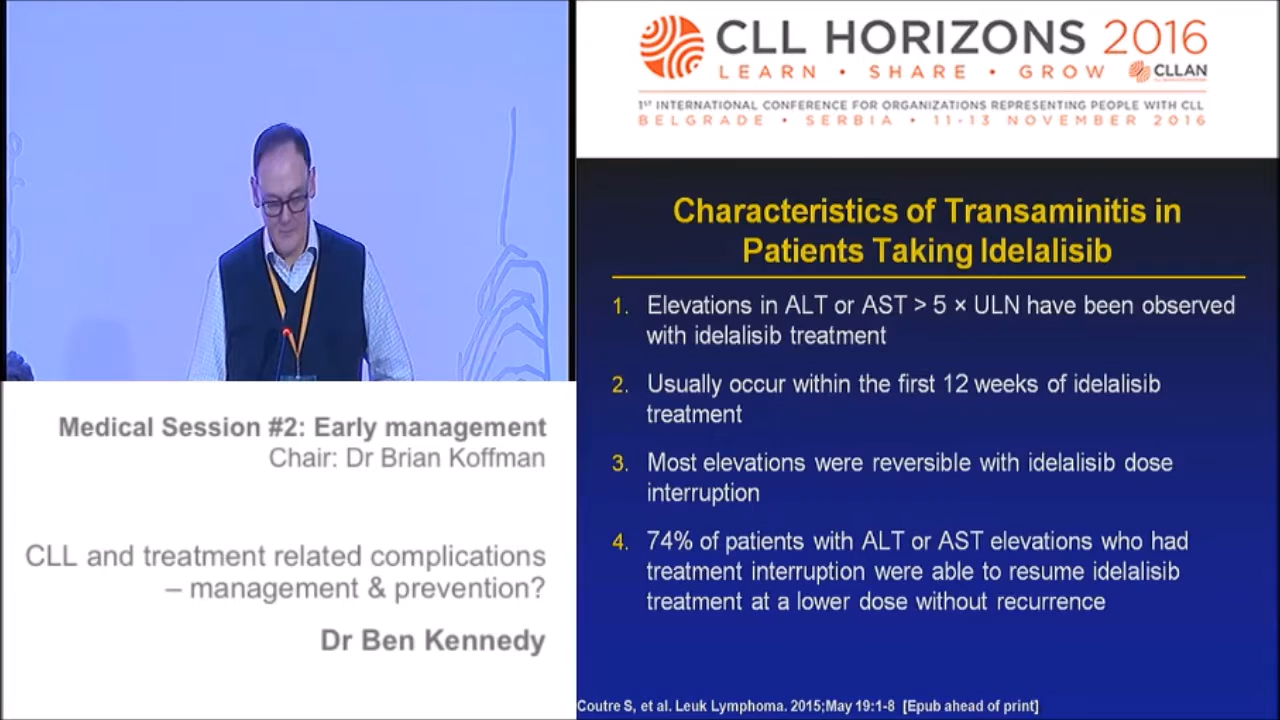 CLL HORIZONS 2016
LEARN • SHARE • GROW
CLLAN
1ST INTERNATIONAL CONFERENCE FOR ORGANIZATIONS REPRESENTING PEOPLE WITH CLL
BELGRADE • SERBIA • 11-13 NOVEMBER 2016
Characteristics of Transaminitis in
Patients Taking Idelalisib
1. Elevations in ALT or AST > 5 × ULN have been observed
with idelalisib treatment
2. Usually occur within the first 12 weeks of idelalisib
treatment
3. Most elevations were reversible with idelalisib dose
interruption
4. 74% of patients with ALT or AST elevations who had
treatment interruption were able to resume idelalisib
treatment at a lower dose without recurrence
Coutre S, et al. Leuk Lymphoma. 2015;May 19:1-8 [Epub ahead of print]
Medical Session #2: Early management
Chair: Dr Brian Koffman
CLL and treatment related complications
– management & prevention?
Dr Ben Kennedy